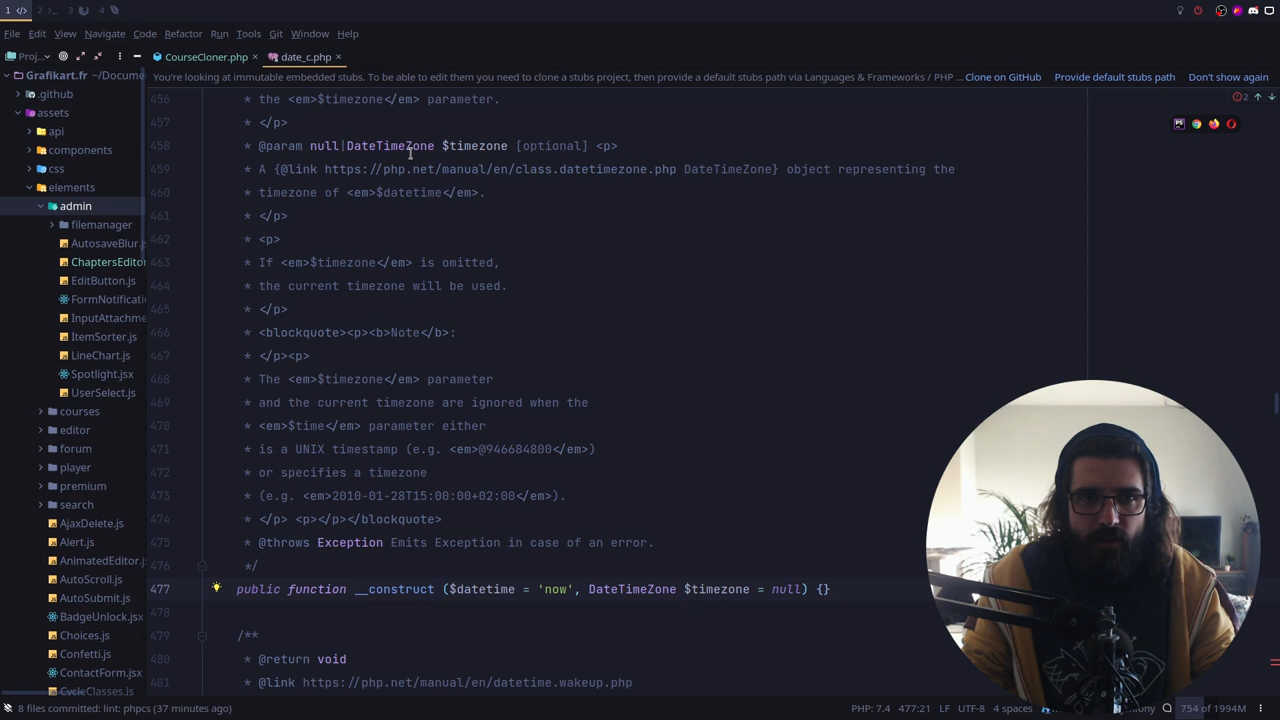 1
2
3
4
File Edit View Navigate Code Refactor Run Tools Git Window Help
Proj...
CourseCloner.php
date_c.php
You're looking at immutable embedded stubs. To be able to edit them you need to clone a stubs project, then provide a default stubs path via Languages & Frameworks / PHP ... Clone on GitHub Provide default stubs path Don't show again
Grafikart.fr ~/Docume
.github
assets
api
components
css
elements
admin
filemanager
AutosaveBlur.j
ChaptersEditor
EditButton.js
FormNotificati
InputAttachme
ItemSorter.js
LineChart.js
Spotlight.jsx
UserSelect.js
courses
editor
forum
player
premium
search
AjaxDelete.js
Alert.js
AnimatedEditor.j
AutoScroll.js
AutoSubmit.js
BadgeUnlock.jsx
Choices.js
Confetti.js
ContactForm.jsx
CycleClasses.js
2
456 * the <em>$timezone</em> parameter.
457 * </p>
458 * @param null|DateTimeZone $timezone [optional] <p>
459 * A {@link https://php.net/manual/en/class.datetimezone.php DateTimeZone} object representing the
460 * timezone of <em>$datetime</em>.
461 * </p>
462 * <p>
463 * If <em>$timezone</em> is omitted,
464 * the current timezone will be used.
465 * </p>
466 * <blockquote><p><b>Note</b>:
467 * </p><p>
468 * The <em>$timezone</em> parameter
469 * and the current timezone are ignored when the
470 * <em>$time</em> parameter either
471 * is a UNIX timestamp (e.g. <em>@946684800</em>)
472 * or specifies a timezone
473 * (e.g. <em>2010-01-28T15:00:00+02:00</em>).
474 * </p> <p></p></blockquote>
475 * @throws Exception Emits Exception in case of an error.
476 */
477 public function __construct ($datetime = 'now', DateTimeZone $timezone = null) {}
478
479 /**
480 * @return void
481 * @link https://php.net/manual/en/datetime.wakeup.php
8 files committed: lint: phpcs (37 minutes ago)
PHP: 7.4 477:21 LF UTF-8 4 spaces
754 of 1994M